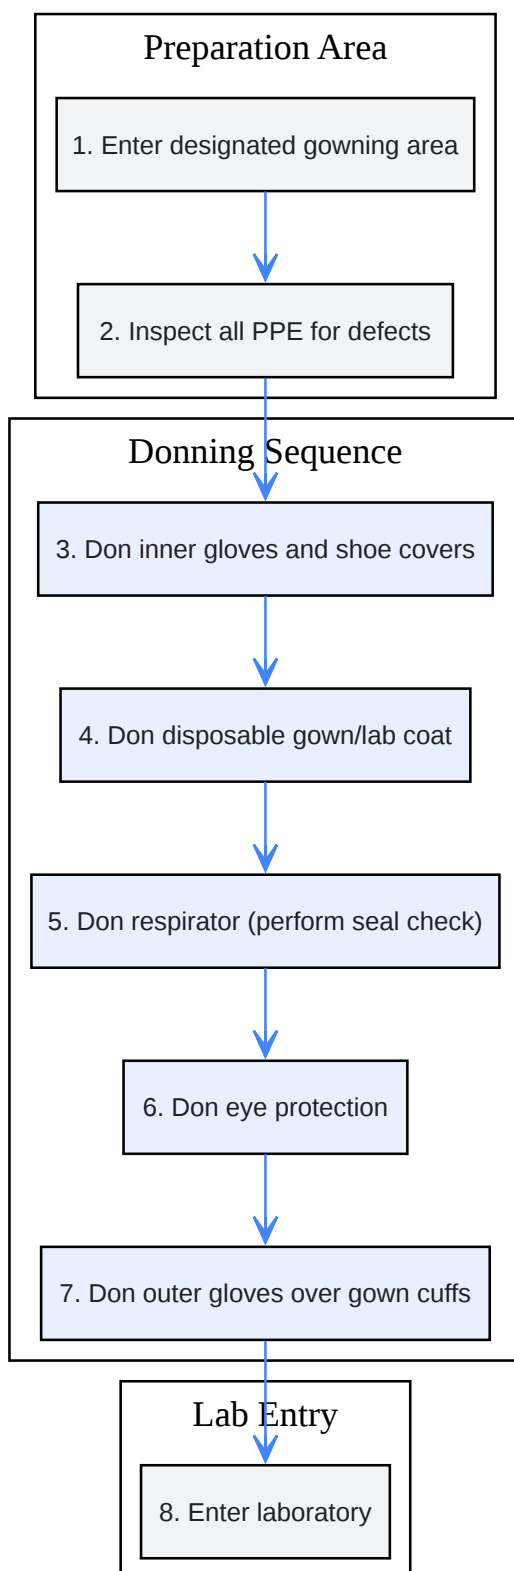 Preparation Area
1. Enter designated gowning area
2. Inspect all PPE for defects
Donning Sequence
3. Don inner gloves and shoe covers
4. Don disposable gown/lab coat
5. Don respirator (perform seal check)
6. Don eye protection
7. Don outer gloves over gown cuffs
Lab Entry
8. Enter laboratory